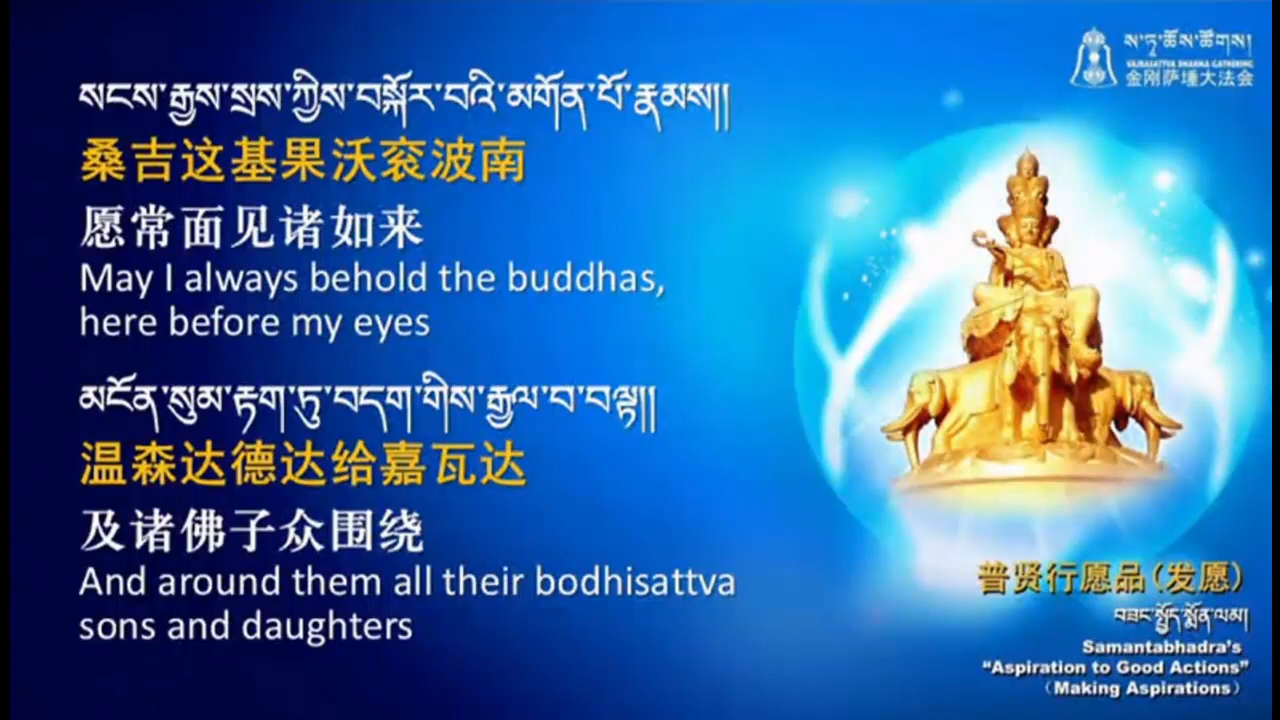 སངས་རྒྱས་སྲས་ཀྱིས་བསྐོར་བའི་མགོན་པོ་རྣམས།།
桑吉这基果沃衮波南
愿常面见诸如来
May I always behold the buddhas,
here before my eyes
མངོན་སུམ་རྟག་ཏུ་བདག་གིས་རྒྱལ་བ་བལྟ།།
温森达德达给嘉瓦达
及诸佛子众围绕
And around them all their bodhisattva
sons and daughters
ས་ཏྭ་ཆོས་ཚོགས།
VAJRASATTVA DHARMA GATHERING
金刚萨埵大法会
普贤行愿品（发愿）
བཟང་སྤྱོད་སྨོན་ལམ།
Samantabhadra’s
“Aspiration to Good Actions”
（Making Aspirations）